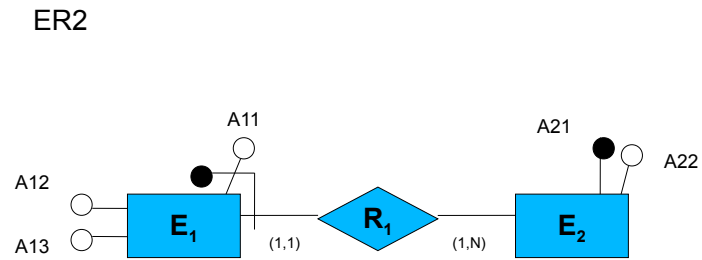 ER2
A11
A21
A22
A12
A13
E₁
R₁
E₂
(1,1)
(1,N)